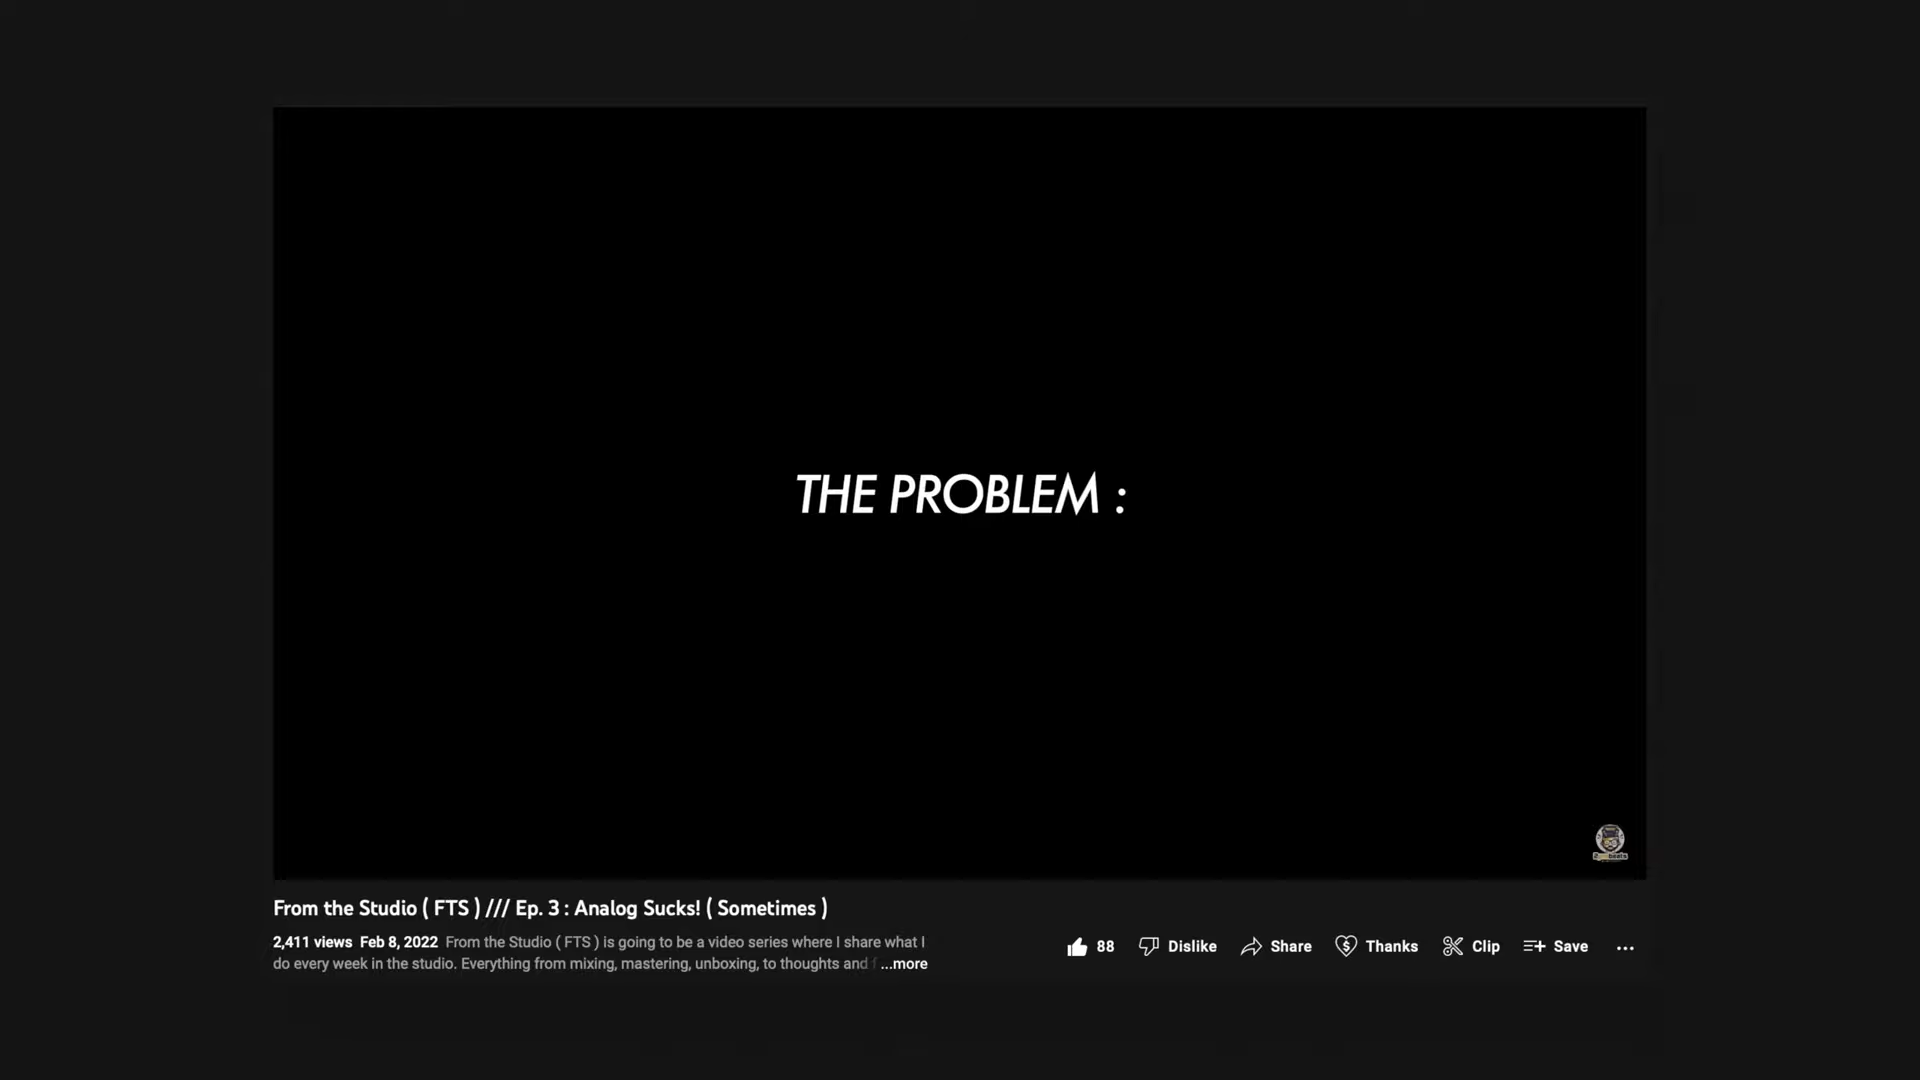 THE PROBLEM :
From the Studio ( FTS ) /// Ep. 3 : Analog Sucks! ( Sometimes )
2,411 views Feb 8, 2022 From the Studio ( FTS ) is going to be a video series where I share what I
do every week in the studio. Everything from mixing, mastering, unboxing, to thoughts and ...more
88 Dislike Share Thanks Clip Save ...